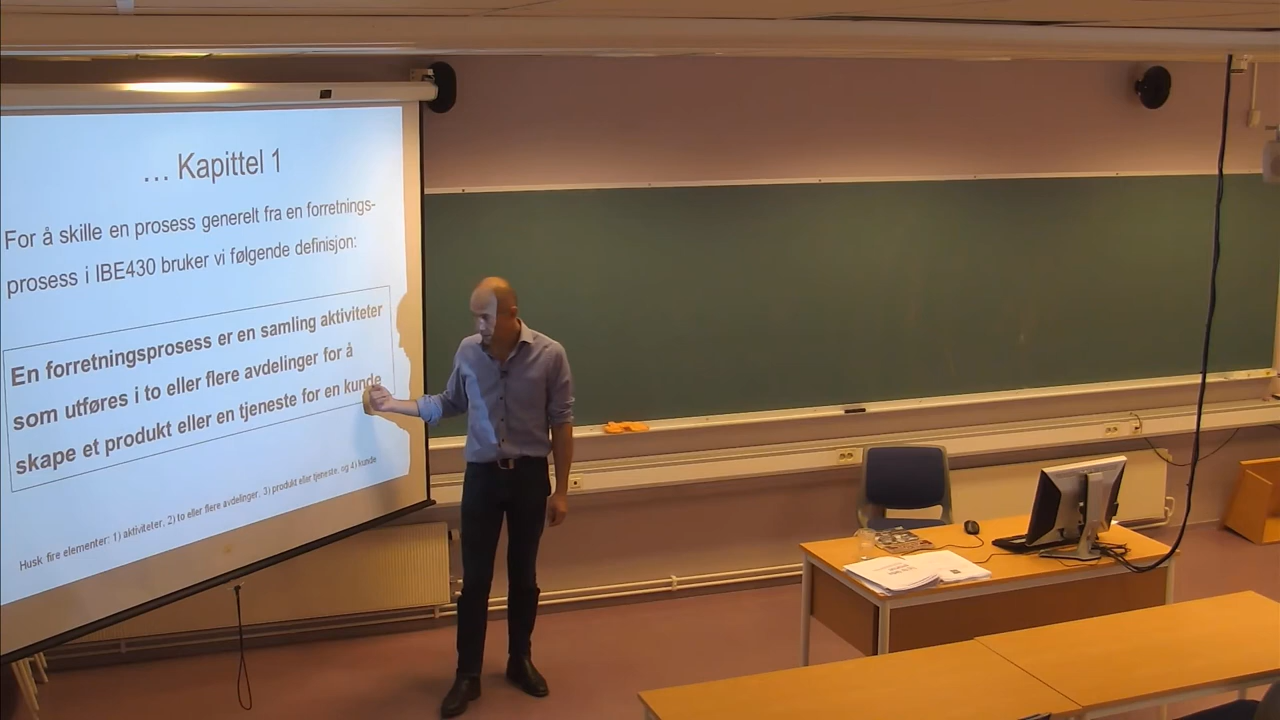 ... Kapittel 1
For å skille en prosess generelt fra en forretnings-
prosess i IBE430 bruker vi følgende definisjon:
En forretningsprosess er en samling aktiviteter
som utføres i to eller flere avdelinger for å
skape et produkt eller en tjeneste for en kunde
Husk fire elementer: 1) aktiviteter, 2) to eller flere avdelinger, 3) produkt eller tjeneste, og 4) kunde